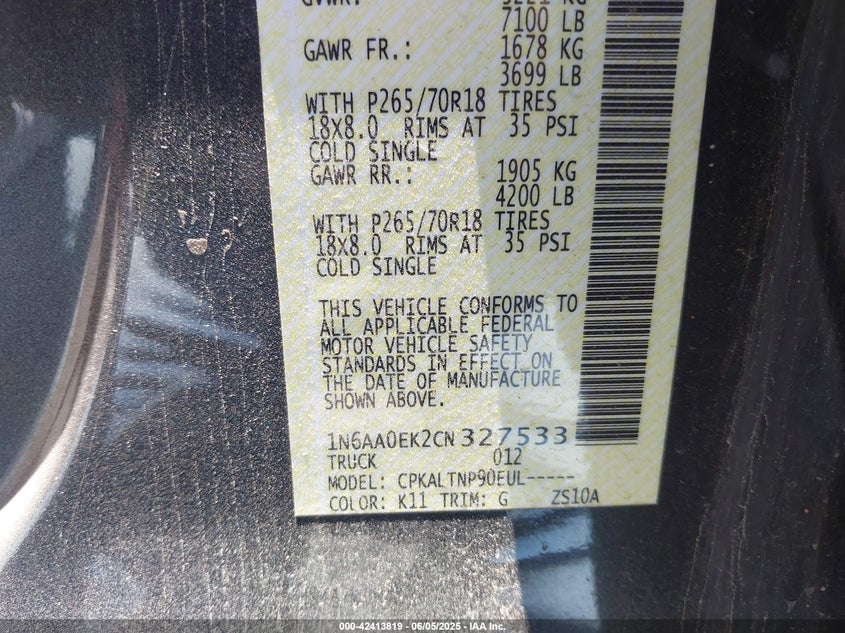 GVWR: 3221 KG
7100 LB
GAWR FR.: 1678 KG
3699 LB
WITH P265/70R18 TIRES
18X8.0 RIMS AT 35 PSI
COLD SINGLE
GAWR RR.: 1905 KG
4200 LB
WITH P265/70R18 TIRES
18X8.0 RIMS AT 35 PSI
COLD SINGLE
THIS VEHICLE CONFORMS TO
ALL APPLICABLE FEDERAL
MOTOR VEHICLE SAFETY
STANDARDS IN EFFECT ON
THE DATE OF MANUFACTURE
SHOWN ABOVE.
1N6AA0EK2CN327533
TRUCK 012
MODEL: CPKALTNP90EUL-----
COLOR: K11 TRIM: G ZS10A
000-42413819 - 06/05/2025 - IAA Inc.